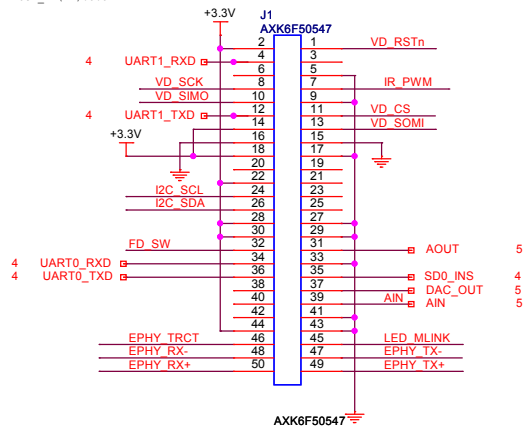 +3.3V
J1
AXK6F50547
2 1 VD_RSTn
4 UART1_RXD 4 3
6 5
VD_SCK 8 7 IR_PWM
VD_SIMO 10 9
4 UART1_TXD 12 11 VD_CS
14 13 VD_SOMI
+3.3V
16 15
18 17
20 19
22 21
I2C_SCL 24 23
I2C_SDA 26 25
28 27
30 29
FD_SW 32 31 AOUT 5
4 UART0_RXD 34 33
4 UART0_TXD 36 35 SD0_INS 4
38 37 DAC_OUT 5
40 39 AIN AIN 5
42 41
44 43
EPHY_TRCT 46 45 LED_MLINK
EPHY_RX- 48 47 EPHY_TX-
EPHY_RX+ 50 49 EPHY_TX+
AXK6F50547